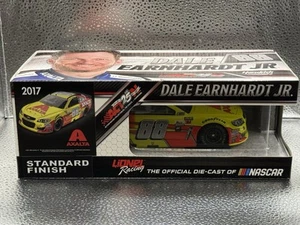 DALE EARNHARDT JR
2017
AXALTA
DALE EARNHARDT JR.
88
STANDARD
FINISH
LIONEL
Racing
THE OFFICIAL DIE-CAST OF NASCAR